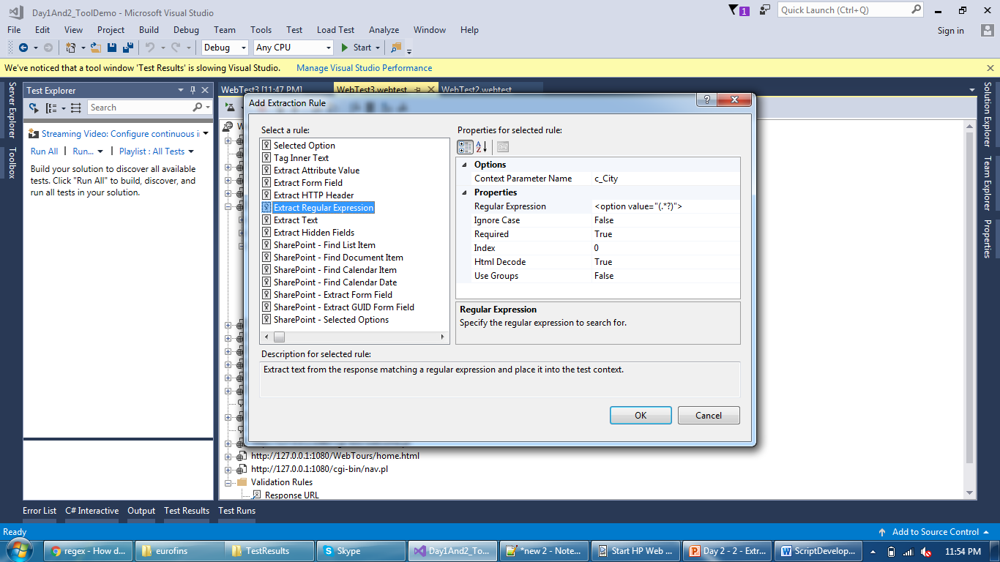 Day1And2_ToolDemo - Microsoft Visual Studio
1
Quick Launch (Ctrl+Q)
File Edit View Project Build Debug Team Tools Test Load Test Analyze Window Help
Sign in
Debug Any CPU Start
We've noticed that a tool window 'Test Results' is slowing Visual Studio. Manage Visual Studio Performance
Server Explorer
Toolbox
Test Explorer
Search
Streaming Video: Configure continuous i
Run All | Run... | Playlist : All Tests
Build your solution to discover all available
tests. Click "Run All" to build, discover, and
run all tests in your solution.
WebTest3 [11:47 PM] WebTest3.webtest WebTest2.webtest
Add Extraction Rule
Select a rule:
Selected Option
Tag Inner Text
Extract Attribute Value
Extract Form Field
Extract HTTP Header
Extract Regular Expression
Extract Text
Extract Hidden Fields
SharePoint - Find List Item
SharePoint - Find Document Item
SharePoint - Find Calendar Item
SharePoint - Find Calendar Date
SharePoint - Extract Form Field
SharePoint - Extract GUID Form Field
SharePoint - Selected Options
Properties for selected rule:
Options
Context Parameter Name c_City
Properties
Regular Expression <option value="(.*?)">
Ignore Case False
Required True
Index 0
Html Decode True
Use Groups False
Regular Expression
Specify the regular expression to search for.
Description for selected rule:
Extract text from the response matching a regular expression and place it into the test context.
OK Cancel
http://127.0.0.1:1080/WebTours/home.html
http://127.0.0.1:1080/cgi-bin/nav.pl
Validation Rules
Response URL
Solution Explorer
Team Explorer
Properties
Error List C# Interactive Output Test Results Test Runs
Ready
Add to Source Control
regex - How d... eurofins TestResults Skype Day1And2_To... *new 2 - Note... Start HP Web ... Day 2 - 2 - Extr... ScriptDevelop...
11:54 PM